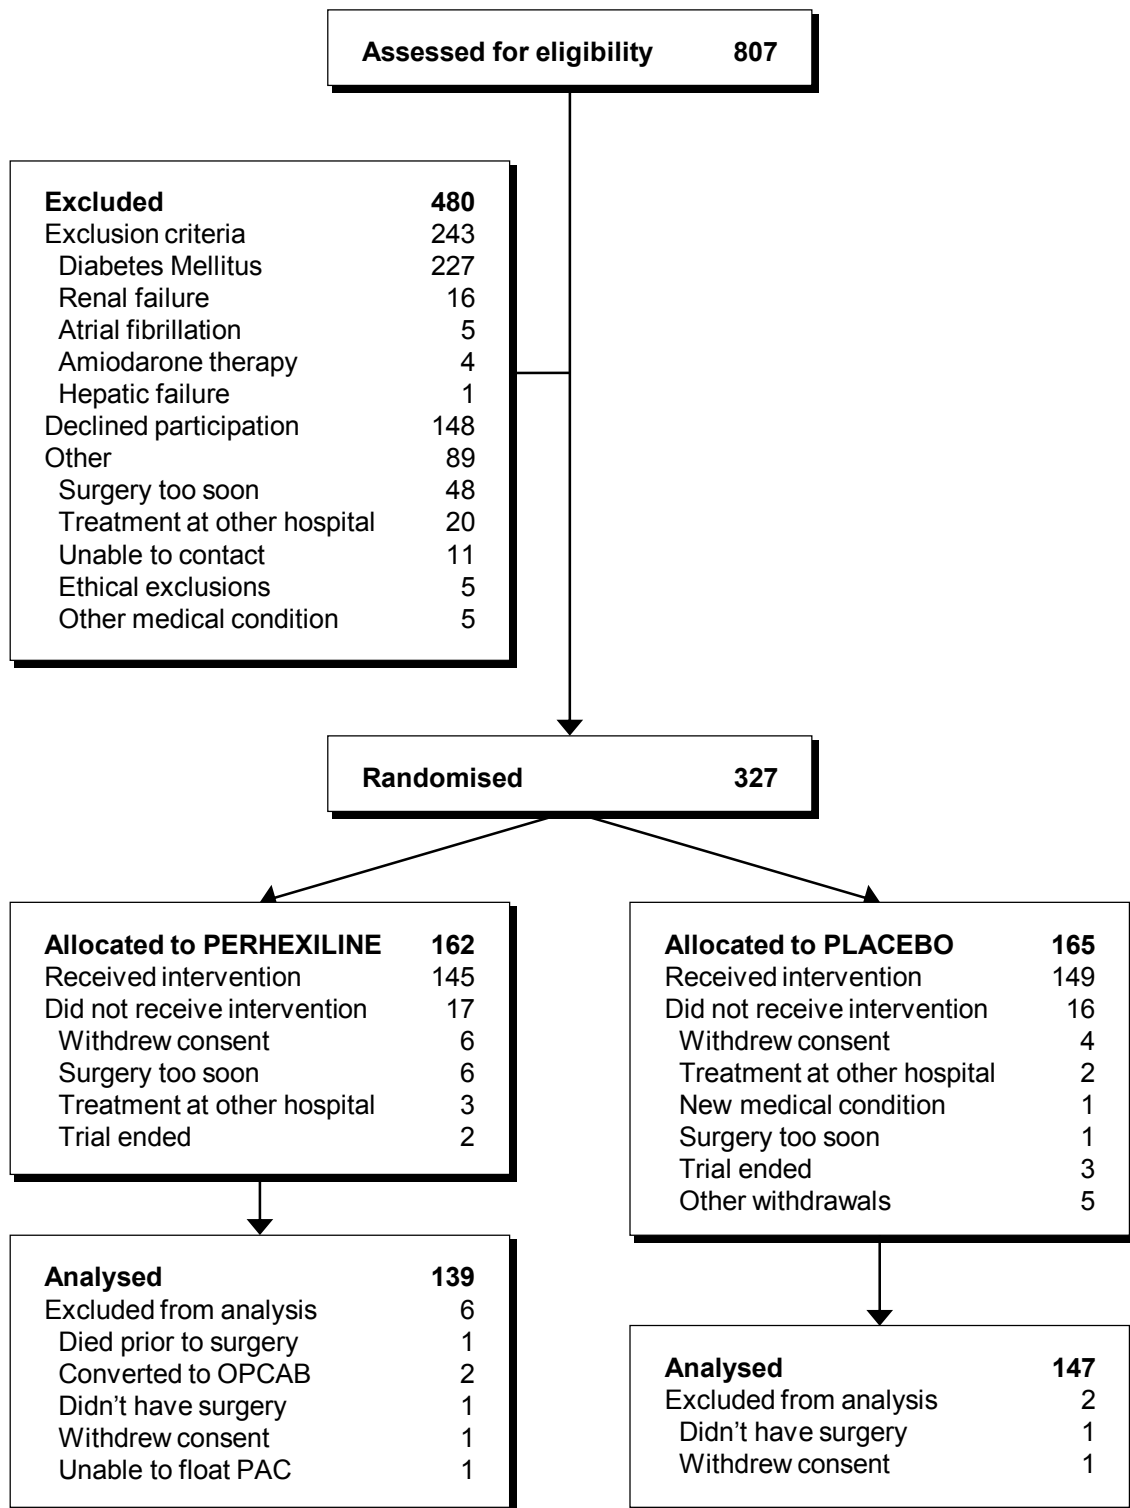 Assessed for eligibility 807
Excluded 480
Exclusion criteria 243
Diabetes Mellitus 227
Renal failure 16
Atrial fibrillation 5
Amiodarone therapy 4
Hepatic failure 1
Declined participation 148
Other 89
Surgery too soon 48
Treatment at other hospital 20
Unable to contact 11
Ethical exclusions 5
Other medical condition 5
Randomised 327
Allocated to PERHEXILINE 162
Received intervention 145
Did not receive intervention 17
Withdrew consent 6
Surgery too soon 6
Treatment at other hospital 3
Trial ended 2
Allocated to PLACEBO 165
Received intervention 149
Did not receive intervention 16
Withdrew consent 4
Treatment at other hospital 2
New medical condition 1
Surgery too soon 1
Trial ended 3
Other withdrawals 5
Analysed 139
Excluded from analysis 6
Died prior to surgery 1
Converted to OPCAB 2
Didn't have surgery 1
Withdrew consent 1
Unable to float PAC 1
Analysed 147
Excluded from analysis 2
Didn't have surgery 1
Withdrew consent 1